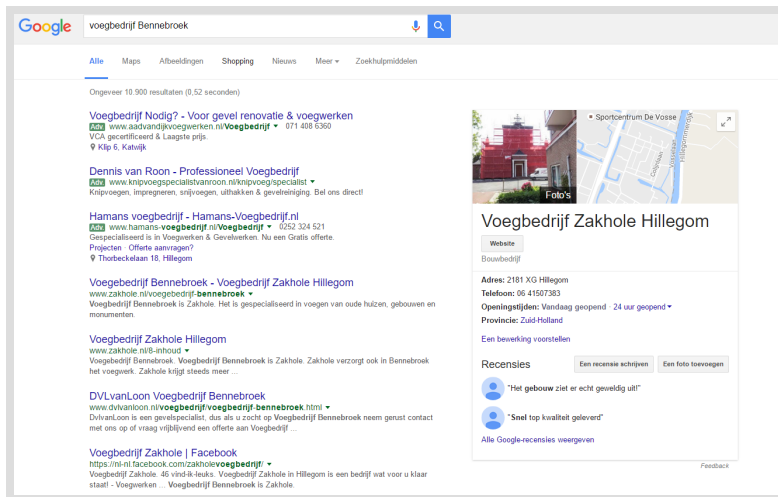 Google
voegbedrijf Bennebroek
Alle Maps Afbeeldingen Shopping Nieuws Meer Zoekhulpmiddelen
Ongeveer 10.900 resultaten (0,52 seconden)
Voegbedrijf Nodig? - Voor gevel renovatie & voegwerken
Adv www.aadvandijkvoegwerken.nl/Voegbedrijf 071 408 6360
VCA gecertificeerd & Laagste prijs.
Klip 6, Katwijk
Dennis van Roon - Professioneel Voegbedrijf
Adv www.knipvoegspecialistvanroon.nl/knipvoeg/specialist
Knipvoegen, impregneren, snijvoegen, uithakken & gevelreiniging. Bel ons direct!
Hamans voegbedrijf - Hamans-Voegbedrijf.nl
Adv www.hamans-voegbedrijf.nl/Voegbedrijf 0252 324 521
Gespecialiseerd is in Voegwerken & Gevelwerken. Nu een Gratis offerte.
Projecten · Offerte aanvragen?
Thorbeckelaan 18, Hillegom
Voegebedrijf Bennebroek - Voegbedrijf Zakhole Hillegom
www.zakhole.nl/voegebedrijf-bennebroek
Voegbedrijf Bennebroek is Zakhole. Het is gespecialiseerd in voegen van oude huizen, gebouwen en
monumenten.
Voegbedrijf Zakhole Hillegom
www.zakhole.nl/8-inhoud
Voegebedrijf Bennebroek. Voegbedrijf Bennebroek is Zakhole. Zakhole verzorgt ook in Bennebroek
het voegwerk. Zakhole krijgt steeds meer ...
DVLvanLoon Voegbedrijf Bennebroek
www.dvlvanloon.nl/voegbedrijf/voegbedrijf-bennebroek.html
DvlvanLoon is een gevelspecialist, dus als u zocht op Voegbedrijf Bennebroek neem gerust contact
met ons op of vraag vrijblijvend een offerte aan Voegbedrijf ...
Voegbedrijf Zakhole | Facebook
https://nl-nl.facebook.com/zakholevoegbedrijf/
Voegbedrijf Zakhole. 46 vind-ik-leuks. Voegbedrijf Zakhole in Hillegom is een bedrijf wat voor u klaar
staat! - Voegwerken ... Voegbedrijf Bennebroek is Zakhole.
Foto's
Sportcentrum De Vosse
Hillegommerdijk
Voegbedrijf Zakhole Hillegom
Website
Bouwbedrijf
Adres: 2181 XG Hillegom
Telefoon: 06 41507383
Openingstijden: Vandaag geopend · 24 uur geopend
Provincie: Zuid-Holland
Een bewerking voorstellen
Recensies Een recensie schrijven Een foto toevoegen
"Het gebouw ziet er echt geweldig uit!"
"Snel top kwaliteit geleverd"
Alle Google-recensies weergeven
Feedback